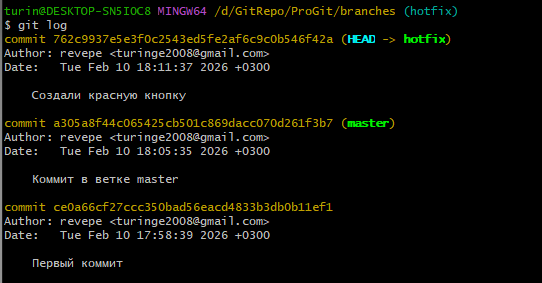 turin@DESKTOP-SN5IOC8 MINGW64 /d/GitRepo/ProGit/branches (hotfix)
$ git log
commit 762c9937e5e3f0c2543ed5fe2af6c9c0b546f42a (HEAD -> hotfix)
Author: revepe <turinge2008@gmail.com>
Date:   Tue Feb 10 18:11:37 2026 +0300
    Создали красную кнопку
commit a305a8f44c065425cb501c869dacc070d261f3b7 (master)
Author: revepe <turinge2008@gmail.com>
Date:   Tue Feb 10 18:05:35 2026 +0300
    Коммит в ветке master
commit ce0a66cf27ccc350bad56eacd4833b3db0b11ef1
Author: revepe <turinge2008@gmail.com>
Date:   Tue Feb 10 17:58:39 2026 +0300
    Первый коммит